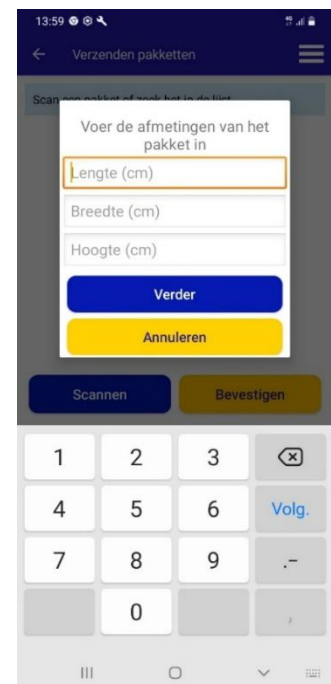 13:59
Verzenden pakketten
Scan een pakket of zoek het in de lijst
Voer de afmetingen van het
pakket in
Lengte (cm)
Breedte (cm)
Hoogte (cm)
Verder
Annuleren
Scannen
Bevestigen
1 2 3
4 5 6 Volg.
7 8 9 .-
0 ,